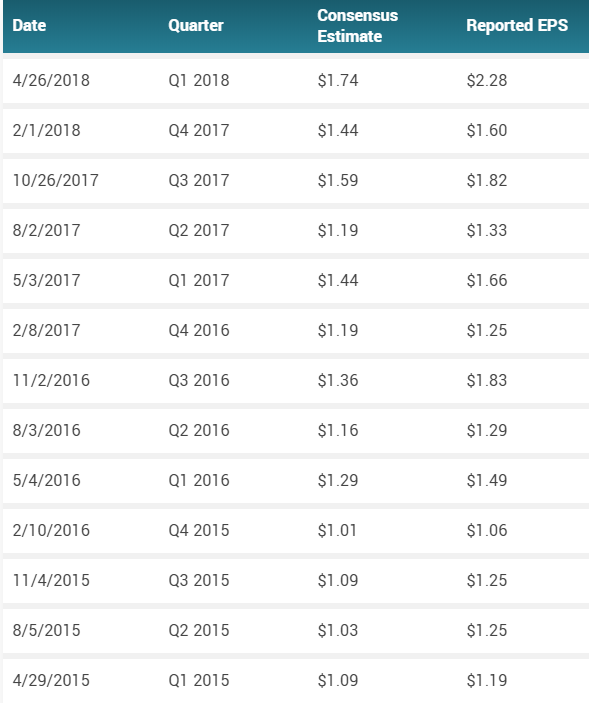 Date Quarter Consensus Estimate Reported EPS
4/26/2018 Q1 2018 $1.74 $2.28
2/1/2018 Q4 2017 $1.44 $1.60
10/26/2017 Q3 2017 $1.59 $1.82
8/2/2017 Q2 2017 $1.19 $1.33
5/3/2017 Q1 2017 $1.44 $1.66
2/8/2017 Q4 2016 $1.19 $1.25
11/2/2016 Q3 2016 $1.36 $1.83
8/3/2016 Q2 2016 $1.16 $1.29
5/4/2016 Q1 2016 $1.29 $1.49
2/10/2016 Q4 2015 $1.01 $1.06
11/4/2015 Q3 2015 $1.09 $1.25
8/5/2015 Q2 2015 $1.03 $1.25
4/29/2015 Q1 2015 $1.09 $1.19